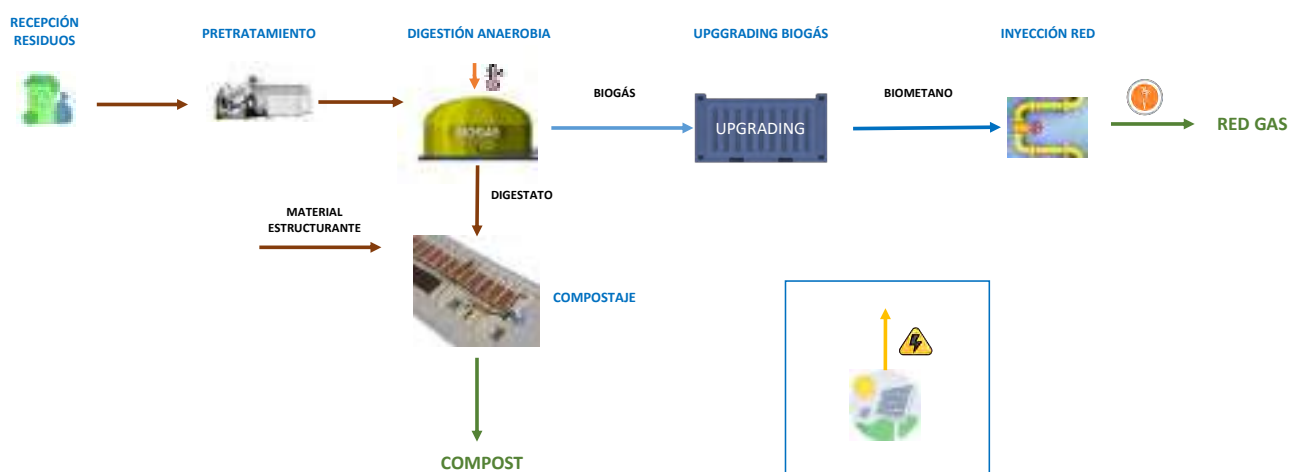 RECEPCIÓN
RESIDUOS
PRETRATAMIENTO
DIGESTIÓN ANAEROBIA
UPGGRADING BIOGÁS
INYECCIÓN RED
BIOGÁS
UPGRADING
BIOMETANO
RED GAS
BIOGAS
DIGESTATO
MATERIAL
ESTRUCTURANTE
COMPOSTAJE
COMPOST